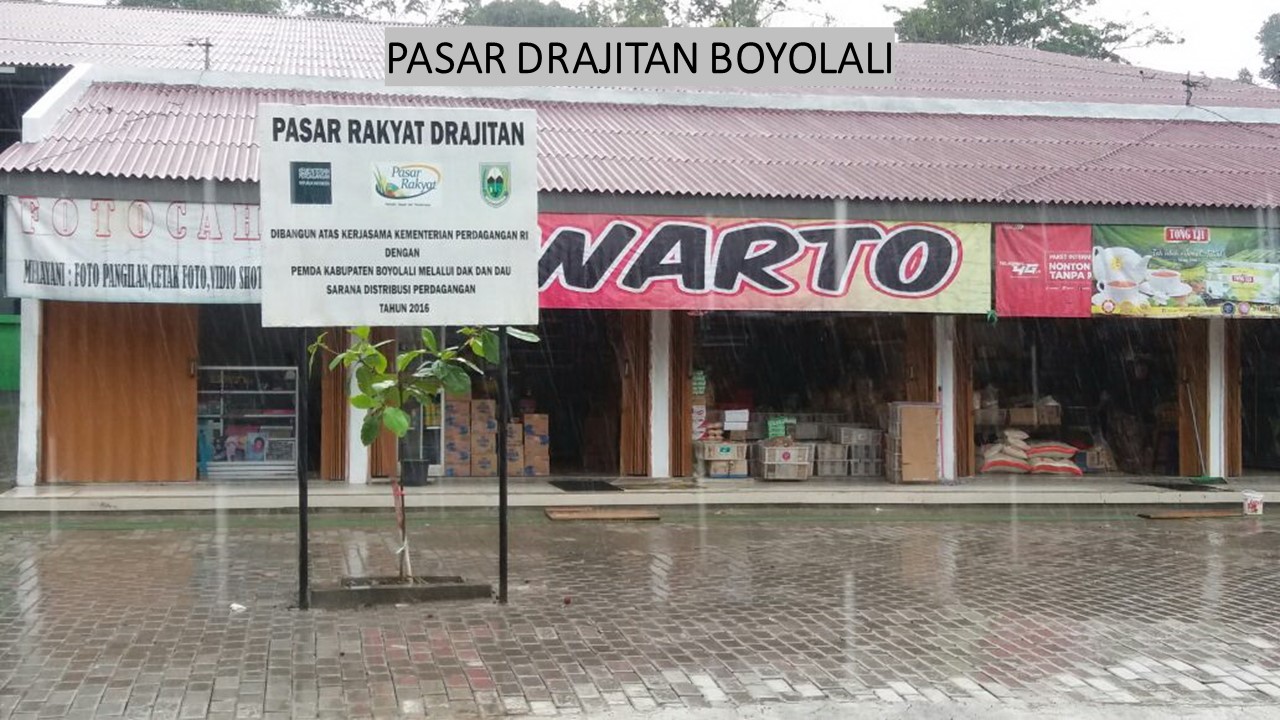 PASAR DRAJITAN BOYOLALI
PASAR RAKYAT DRAJITAN
Pasar
Rakyat
DIBANGUN ATAS KERJASAMA KEMENTERIAN PERDAGANGAN RI
DENGAN
PEMDA KABUPATEN BOYOLALI MELALUI DAK DAN DAU
SARANA DISTRIBUSI PERDAGANGAN
TAHUN 2016
FOTOCAH
MELAYANI : FOTO PANGILAN,CETAK FOTO,VIDIO SHOT
WARTO
4G
NONTON
TANPA
TONG TJI